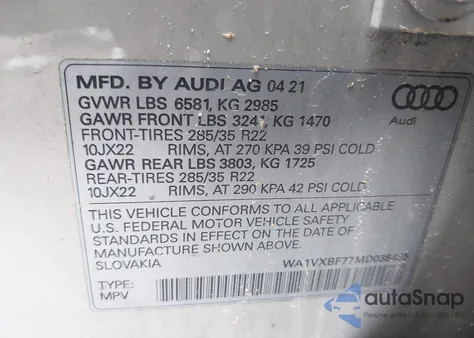 MFD. BY AUDI AG 04 21
GVWR LBS 6581, KG 2985
GAWR FRONT LBS 3241, KG 1470
FRONT-TIRES 285/35 R22
10JX22 RIMS, AT 270 KPA 39 PSI COLD
GAWR REAR LBS 3803, KG 1725
REAR-TIRES 285/35 R22
10JX22 RIMS, AT 290 KPA 42 PSI COLD
Audi
THIS VEHICLE CONFORMS TO ALL APPLICABLE
U.S. FEDERAL MOTOR VEHICLE SAFETY
STANDARDS IN EFFECT ON THE DATE OF
MANUFACTURE SHOWN ABOVE
SLOVAKIA
TYPE:
MPV
autoSnap